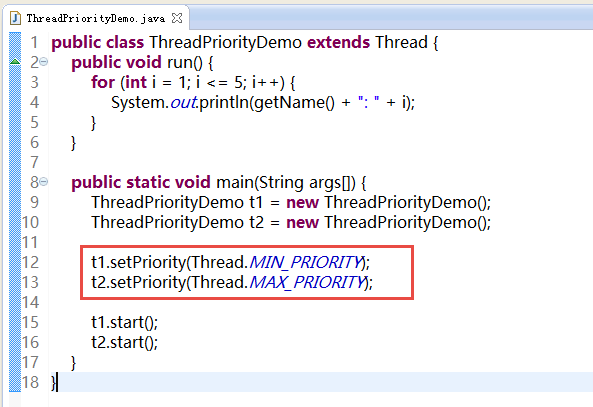 ThreadPriorityDemo.java
1 public class ThreadPriorityDemo extends Thread {
2 public void run() {
3 for (int i = 1; i <= 5; i++) {
4 System.out.println(getName() + ": " + i);
5 }
6 }
7
8 public static void main(String args[]) {
9 ThreadPriorityDemo t1 = new ThreadPriorityDemo();
10 ThreadPriorityDemo t2 = new ThreadPriorityDemo();
11
12 t1.setPriority(Thread.MIN_PRIORITY);
13 t2.setPriority(Thread.MAX_PRIORITY);
14
15 t1.start();
16 t2.start();
17 }
18 }